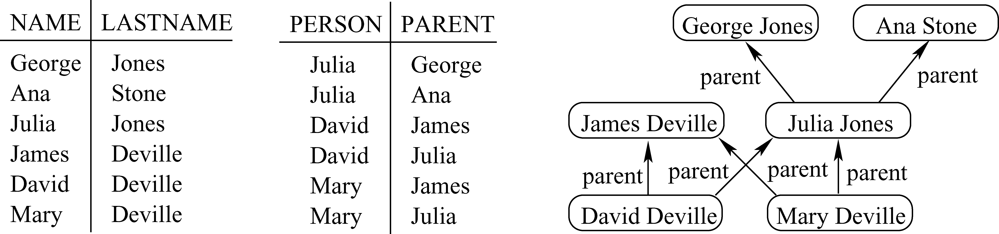 NAME LASTNAME
George Jones
Ana Stone
Julia Jones
James Deville
David Deville
Mary Deville
PERSON PARENT
Julia George
Julia Ana
David James
David Julia
Mary James
Mary Julia
George Jones
Ana Stone
parent
parent
James Deville
Julia Jones
parent
parent
parent
parent
David Deville
Mary Deville